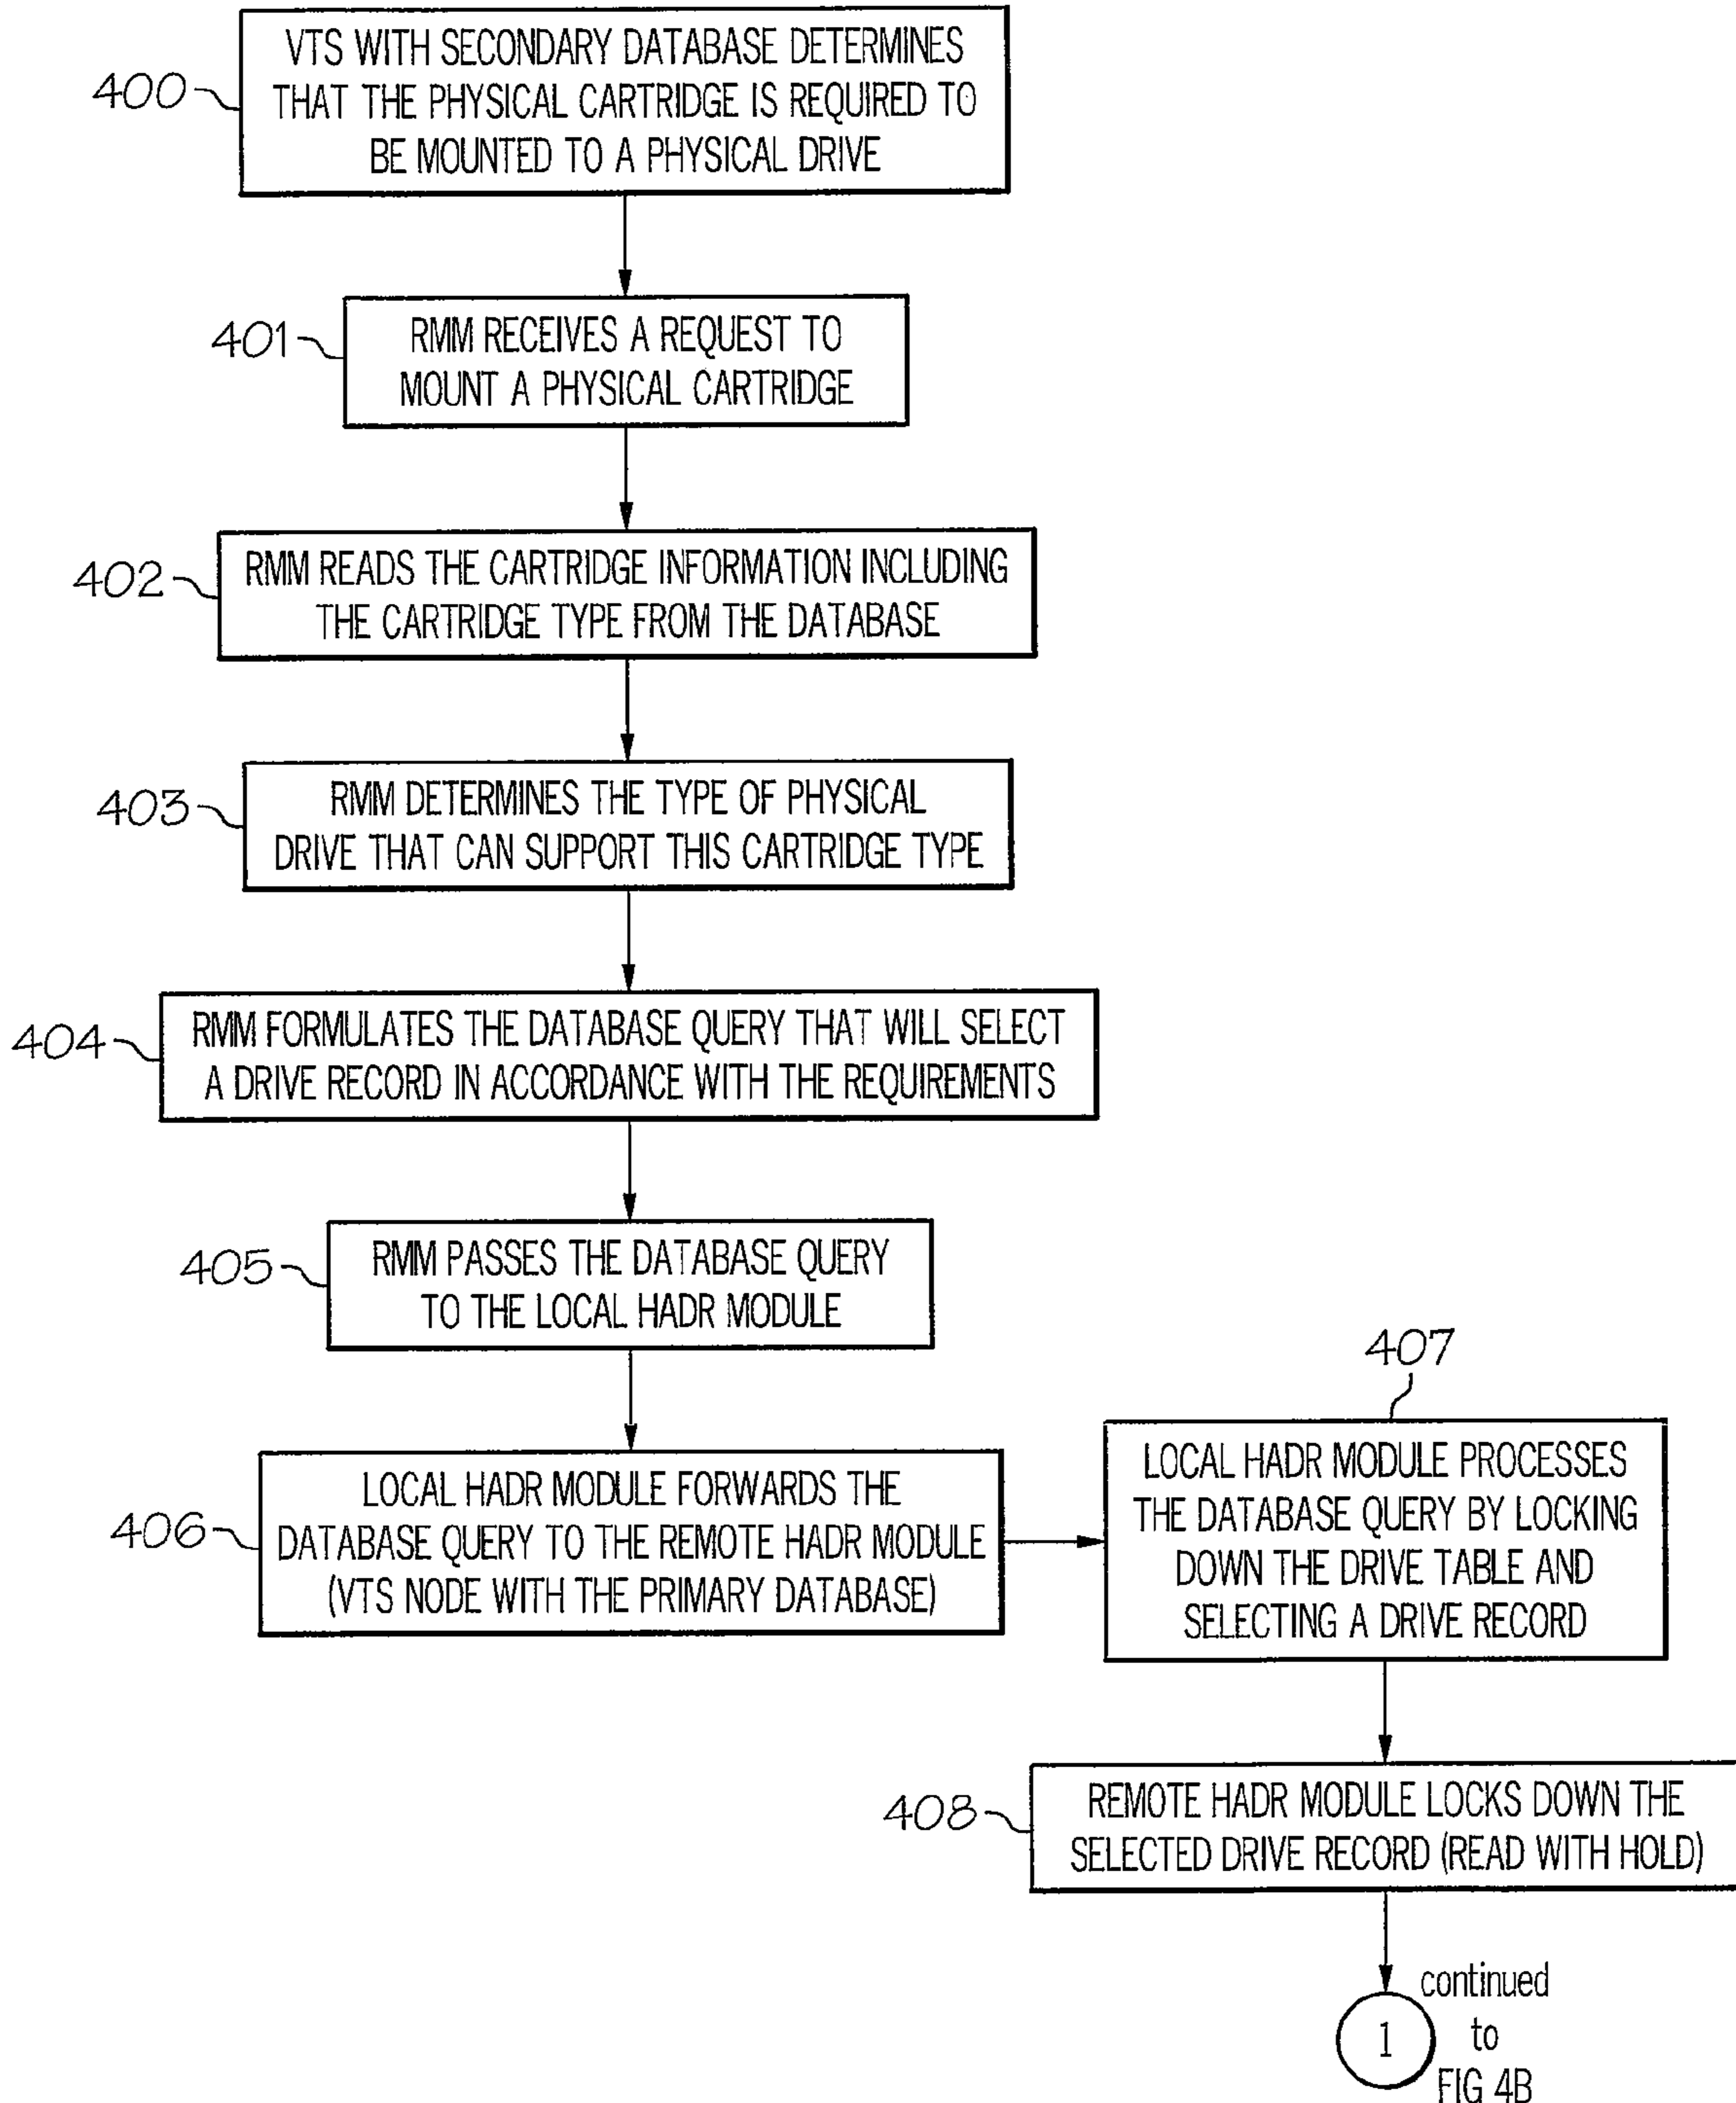 400
VTS WITH SECONDARY DATABASE DETERMINES
THAT THE PHYSICAL CARTRIDGE IS REQUIRED TO
BE MOUNTED TO A PHYSICAL DRIVE
401
RMM RECEIVES A REQUEST TO
MOUNT A PHYSICAL CARTRIDGE
402
RMM READS THE CARTRIDGE INFORMATION INCLUDING
THE CARTRIDGE TYPE FROM THE DATABASE
403
RMM DETERMINES THE TYPE OF PHYSICAL
DRIVE THAT CAN SUPPORT THIS CARTRIDGE TYPE
404
RMM FORMULATES THE DATABASE QUERY THAT WILL SELECT
A DRIVE RECORD IN ACCORDANCE WITH THE REQUIREMENTS
405
RMM PASSES THE DATABASE QUERY
TO THE LOCAL HADR MODULE
406
LOCAL HADR MODULE FORWARDS THE
DATABASE QUERY TO THE REMOTE HADR MODULE
(VTS NODE WITH THE PRIMARY DATABASE)
407
LOCAL HADR MODULE PROCESSES
THE DATABASE QUERY BY LOCKING
DOWN THE DRIVE TABLE AND
SELECTING A DRIVE RECORD
408
REMOTE HADR MODULE LOCKS DOWN THE
SELECTED DRIVE RECORD (READ WITH HOLD)
1
continued
to
FIG 4B